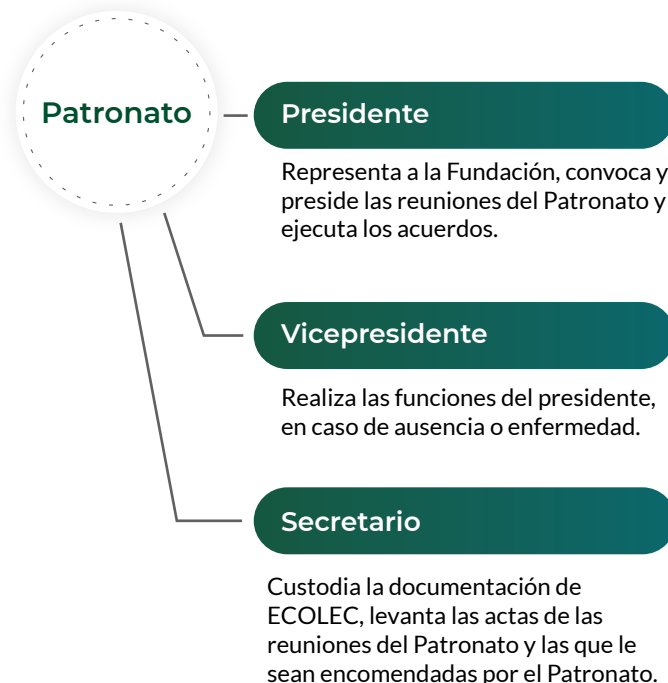 Patronato
Presidente
Representa a la Fundación, convoca y
preside las reuniones del Patronato y
ejecuta los acuerdos.
Vicepresidente
Realiza las funciones del presidente,
en caso de ausencia o enfermedad.
Secretario
Custodia la documentación de
ECOLEC, levanta las actas de las
reuniones del Patronato y las que le
sean encomendadas por el Patronato.